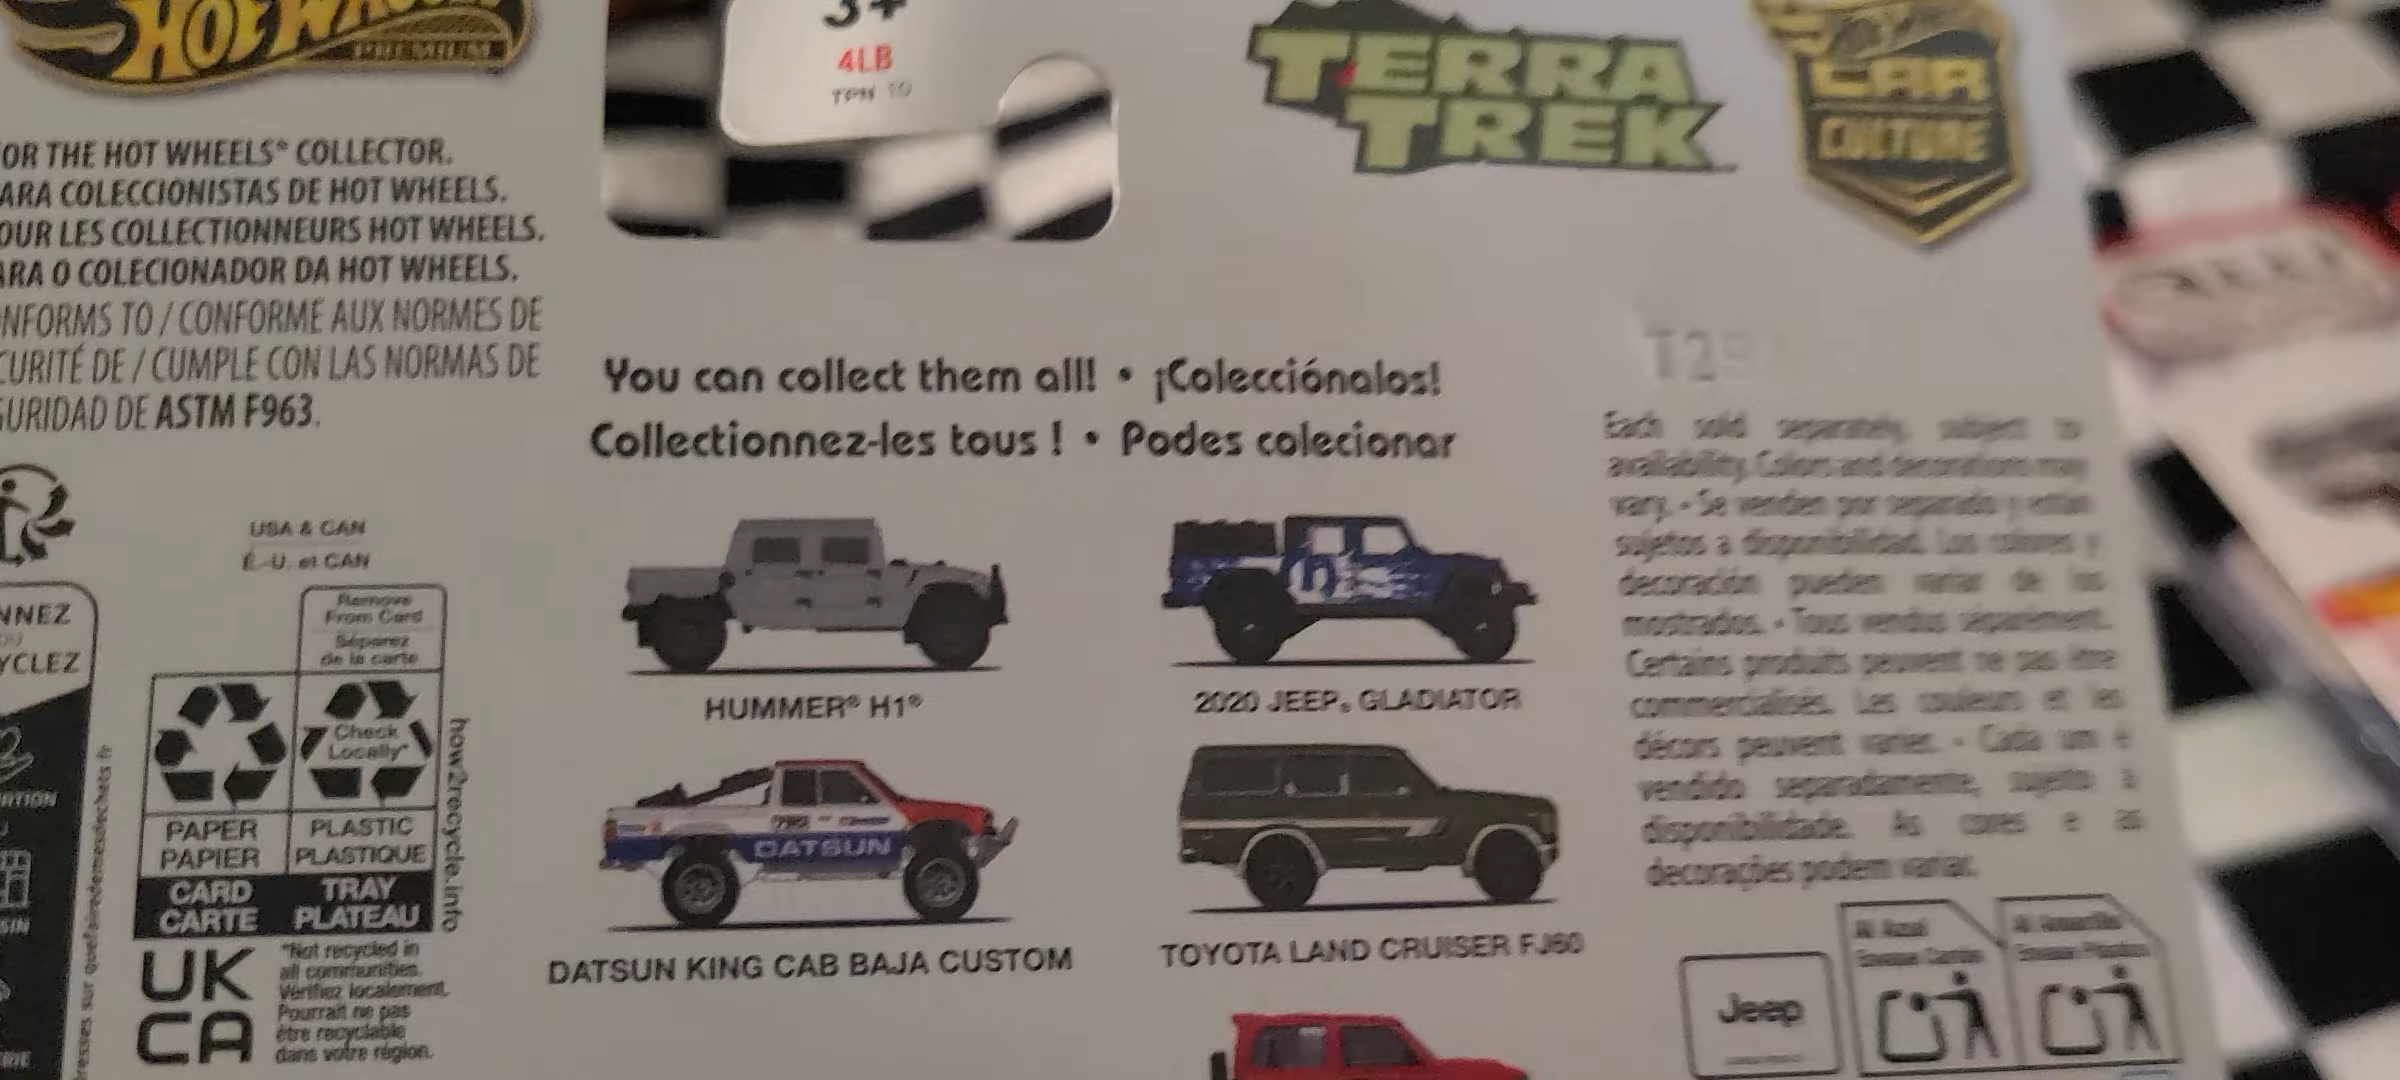 HOT WHEELS
PREMIUM
3+
4LB
TPN 10
TERRA
TREK
CAR
CULTURE
OR THE HOT WHEELS® COLLECTOR.
ARA COLECCIONISTAS DE HOT WHEELS.
OUR LES COLLECTIONNEURS HOT WHEELS.
ARA O COLECIONADOR DA HOT WHEELS.
NFORMS TO / CONFORME AUX NORMES DE
CURITÉ DE / CUMPLE CON LAS NORMAS DE
GURIDAD DE ASTM F963.
You can collect them all! • ¡Colecciónalos!
Collectionnez-les tous ! • Podes colecionar
T29
Each sold separately, subject to
availability. Colors and decorations may
vary. • Se venden por separado y están
sujetos a disponibilidad. Los colores y
decoración pueden variar de los
mostrados. • Tous vendus séparément.
Certains produits peuvent ne pas être
commercialisés. Les couleurs et les
décors peuvent varier. • Cada um é
vendido separadamente, sujeito à
disponibilidade. As cores e as
decorações podem variar.
HUMMER® H1®
2020 JEEP® GLADIATOR
DATSUN
DATSUN KING CAB BAJA CUSTOM
TOYOTA LAND CRUISER FJ60
USA & CAN
É.-U. et CAN
Remove
From Card
Séparez
de la carte
Check
Locally*
PAPER
PAPIER
PLASTIC
PLASTIQUE
CARD
CARTE
TRAY
PLATEAU
how2recycle.info
NNEZ
YCLEZ
UK
CA
*Not recycled in
all communities.
Vérifiez localement.
Pourrait ne pas
être recyclable
dans votre région.
Jeep